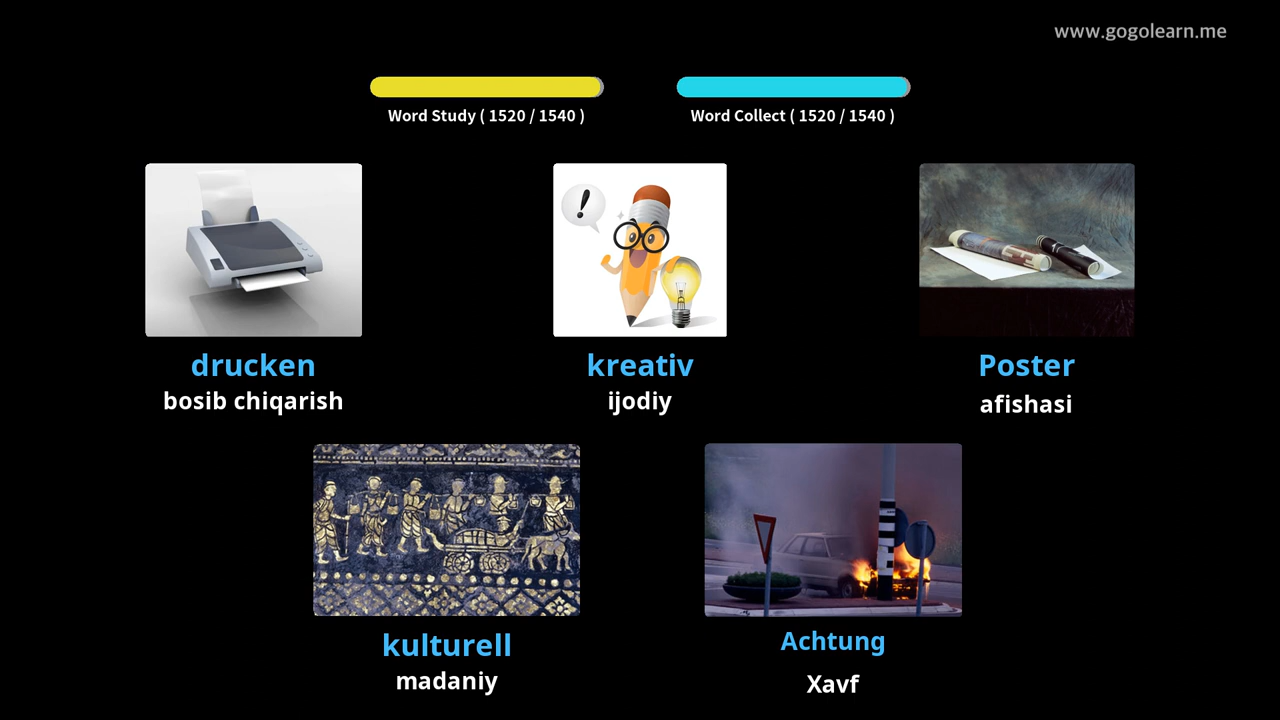 www.gogolearn.me
Word Study ( 1520 / 1540 )
Word Collect ( 1520 / 1540 )
drucken
bosib chiqarish
kreativ
ijodiy
Poster
afishasi
kulturell
madaniy
Achtung
Xavf